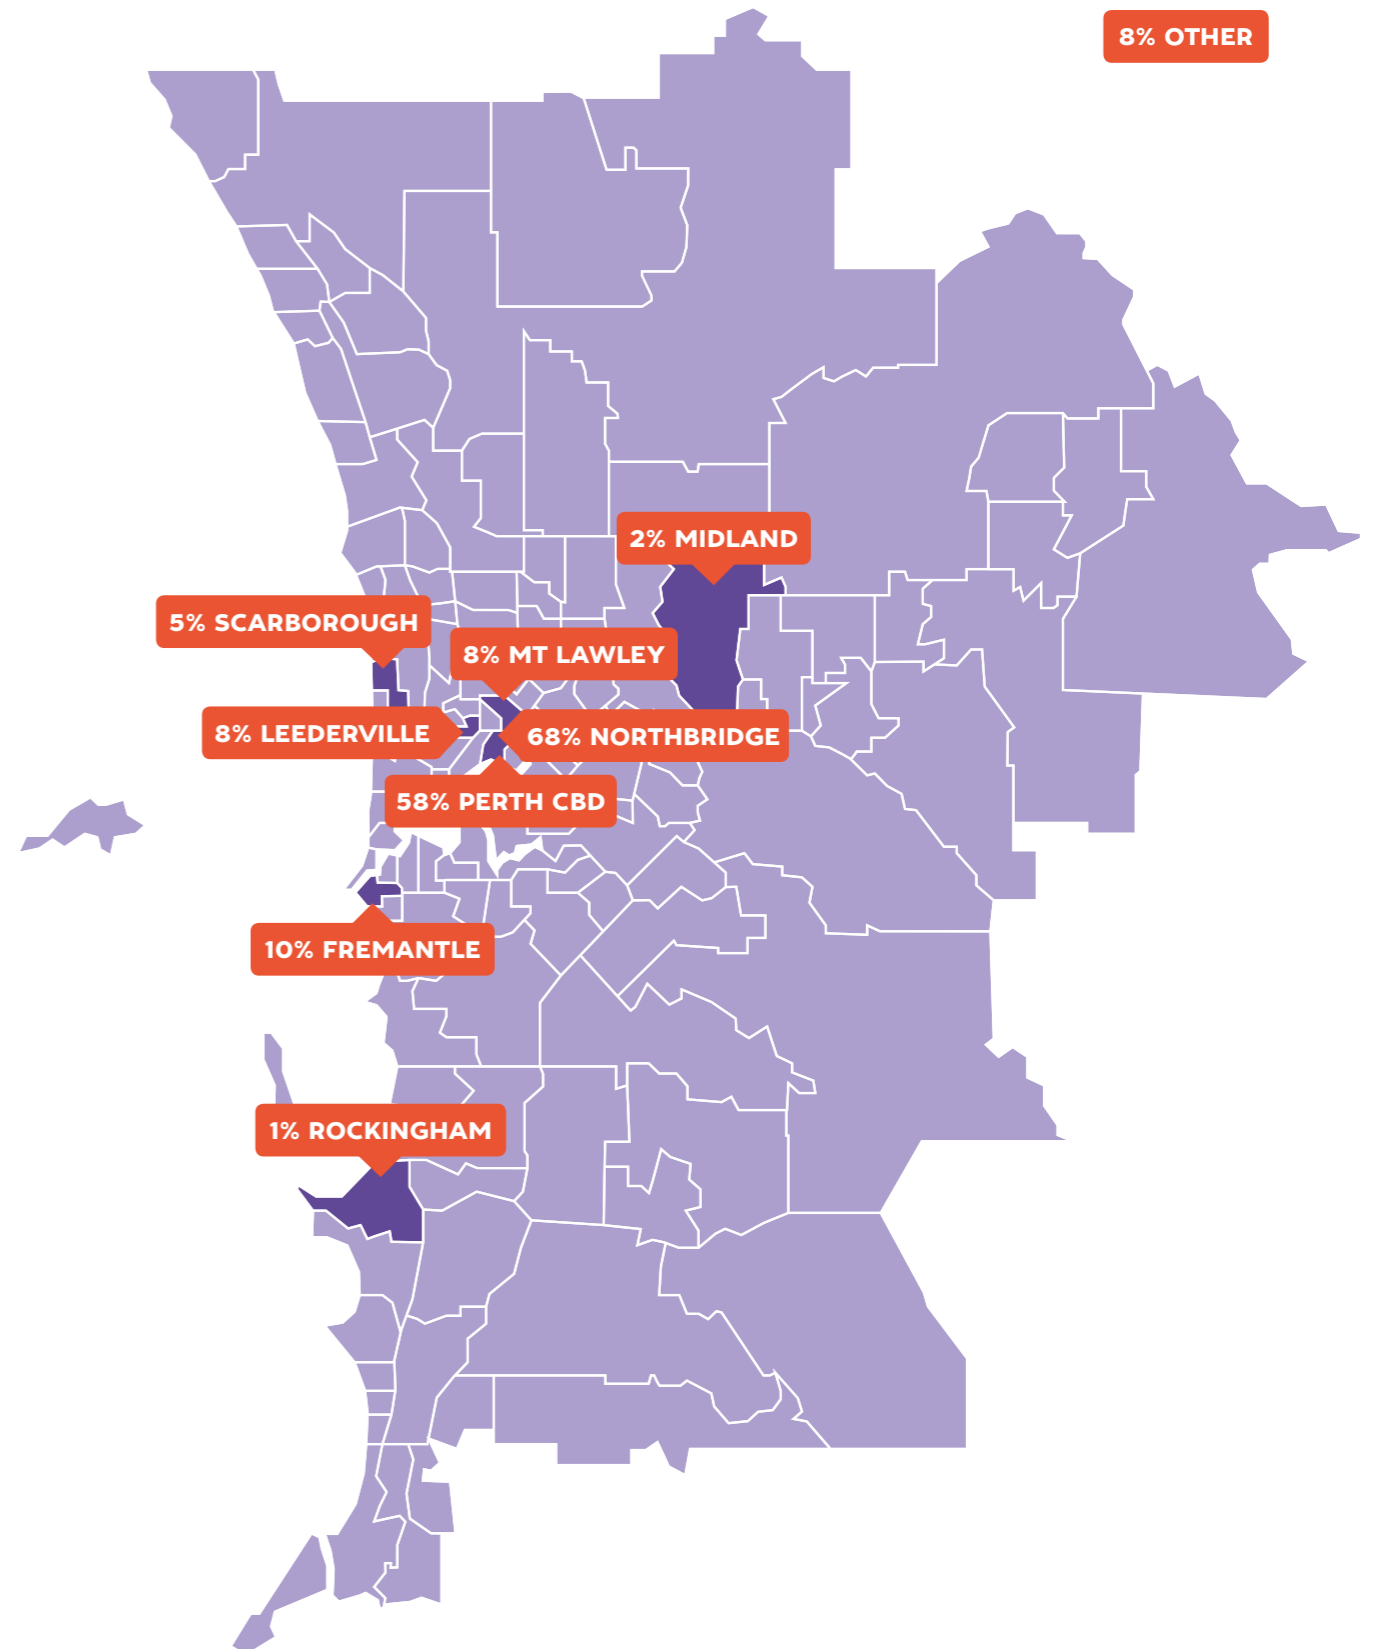 8% OTHER
2% MIDLAND
5% SCARBOROUGH
8% MT LAWLEY
8% LEEDERVILLE
68% NORTHBRIDGE
58% PERTH CBD
10% FREMANTLE
1% ROCKINGHAM